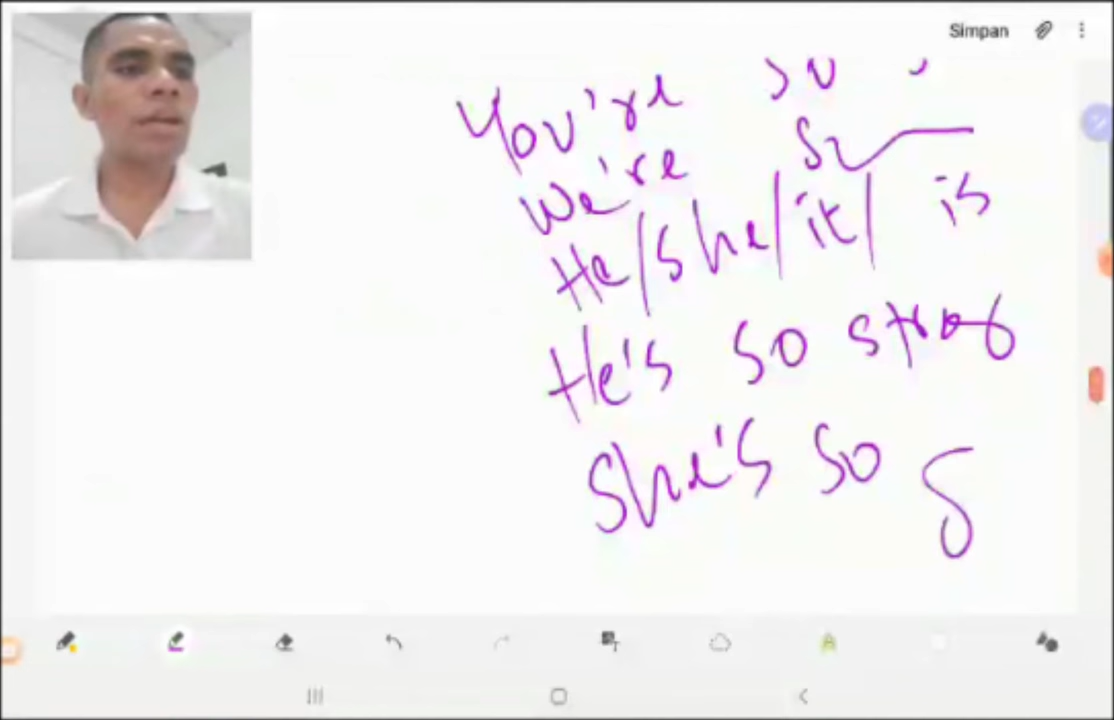 Simpan
You're so
We're so
He/she/it/ is
He's so strong
She's so